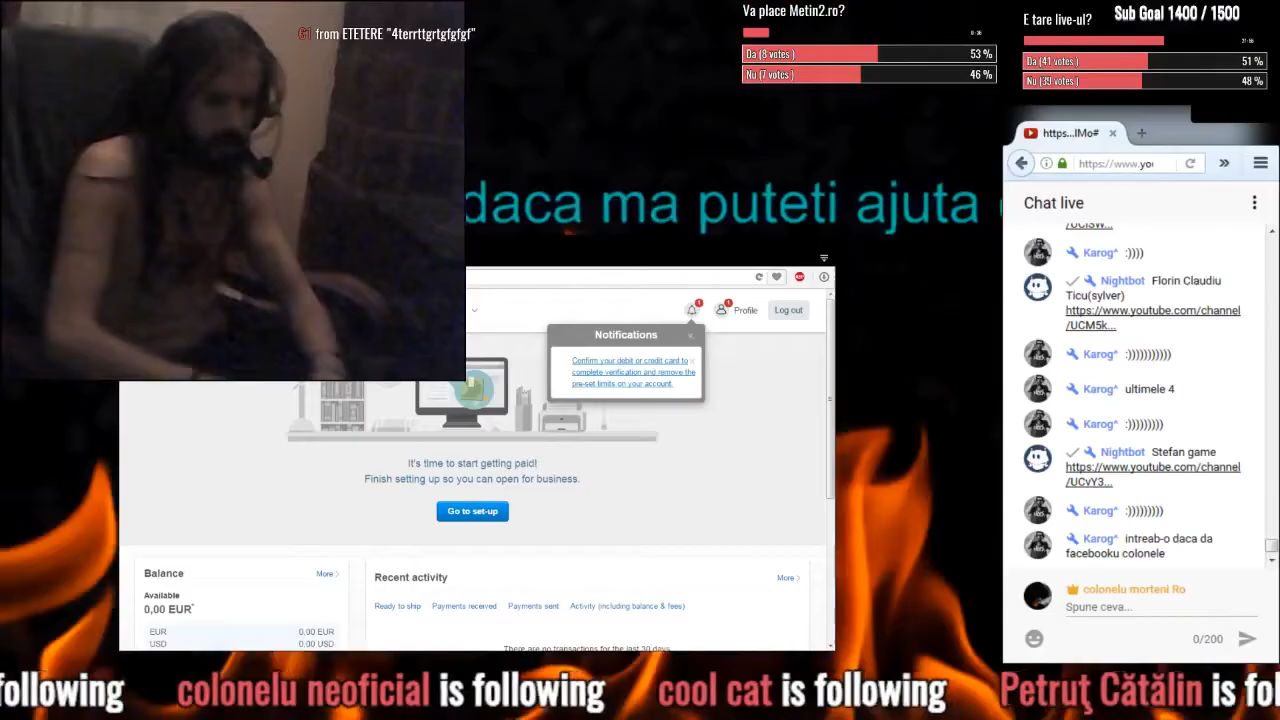 G1 from ETETERE "4terrttgrtgfgfgf"
Va place Metin2.ro?
Da (8 votes )
53 %
Nu (7 votes )
46 %
Sub Goal 1400 / 1500
E tare live-ul?
Da (41 votes )
51 %
Nu (39 votes )
48 %
daca ma puteti ajuta
https...lMo#
https://www.yo
Chat live
/UCISW...
Karog^ :))))
Nightbot Florin Claudiu
Ticu(sylver)
https://www.youtube.com/channel
/UCM5k...
Karog^ :)))))))))))
Karog^ ultimele 4
Karog^ :)))))))))
Nightbot Stefan game
https://www.youtube.com/channel
/UCvY3...
Karog^ :)))))))))
Karog^ intreab-o daca da
facebooku colonele
colonelu morteni Ro
Spune ceva...
0/200
1
1
Profile
Log out
Notifications
Confirm your debit or credit card to
complete verification and remove the
pre-set limits on your account.
It's time to start getting paid!
Finish setting up so you can open for business.
Go to set-up
Balance
More
Available
0,00 EUR*
EUR
0,00 EUR
USD
0,00 USD
Recent activity
More
Ready to ship
Payments received
Payments sent
Activity (including balance & fees)
There are no transactions for the last 30 days.
following
colonelu neoficial is following
cool cat is following
Petruţ Cătălin is fol